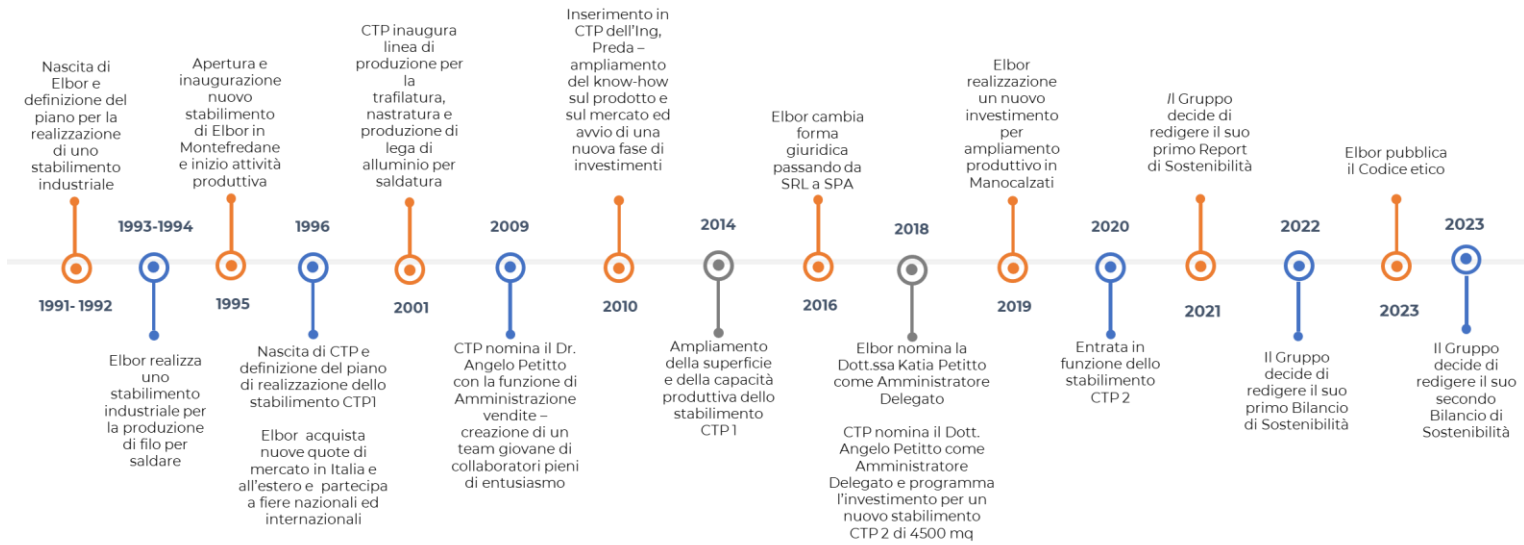 Nascita di
Elbor e
definizione del
piano per la
realizzazione
di uno
stabilimento
industriale
1991- 1992
1993-1994
Elbor realizza
uno
stabilimento
industriale per
la produzione
di filo per
saldare
Apertura e
inaugurazione
nuovo
stabilimento
di Elbor in
Montefredane
e inizio attività
produttiva
1995
1996
Nascita di CTP e
definizione del piano
di realizzazione dello
stabilimento CTP1
Elbor acquista
nuove quote di
mercato in Italia e
all'estero e partecipa
a fiere nazionali ed
internazionali
CTP inaugura
linea di
produzione per
la
trafilatura,
nastratura e
produzione di
lega di
alluminio per
saldatura
2001
2009
CTP nomina il Dr.
Angelo Petitto
con la funzione di
Amministrazione
vendite –
creazione di un
team giovane di
collaboratori pieni
di entusiasmo
Inserimento in
CTP dell'Ing,
Preda –
ampliamento
del know-how
sul prodotto e
sul mercato ed
avvio di una
nuova fase di
investimenti
2010
2014
Ampliamento
della superficie
e della capacità
produttiva dello
stabilimento
CTP 1
Elbor cambia
forma
giuridica
passando da
SRL a SPA
2016
2018
Elbor nomina la
Dott.ssa Katia Petitto
come Amministratore
Delegato
CTP nomina il Dott.
Angelo Petitto come
Amministratore
Delegato e programma
l'investimento per un
nuovo stabilimento
CTP 2 di 4500 mq
Elbor
realizzazione
un nuovo
investimento
per
ampliamento
produttivo in
Manocalzati
2019
2020
Entrata in
funzione dello
stabilimento
CTP 2
Il Gruppo
decide di
redigere il suo
primo Report
di Sostenibilità
2021
2022
Il Gruppo
decide di
redigere il suo
primo Bilancio
di Sostenibilità
Elbor pubblica
il Codice etico
2023
2023
Il Gruppo
decide di
redigere il suo
secondo
Bilancio di
Sostenibilità